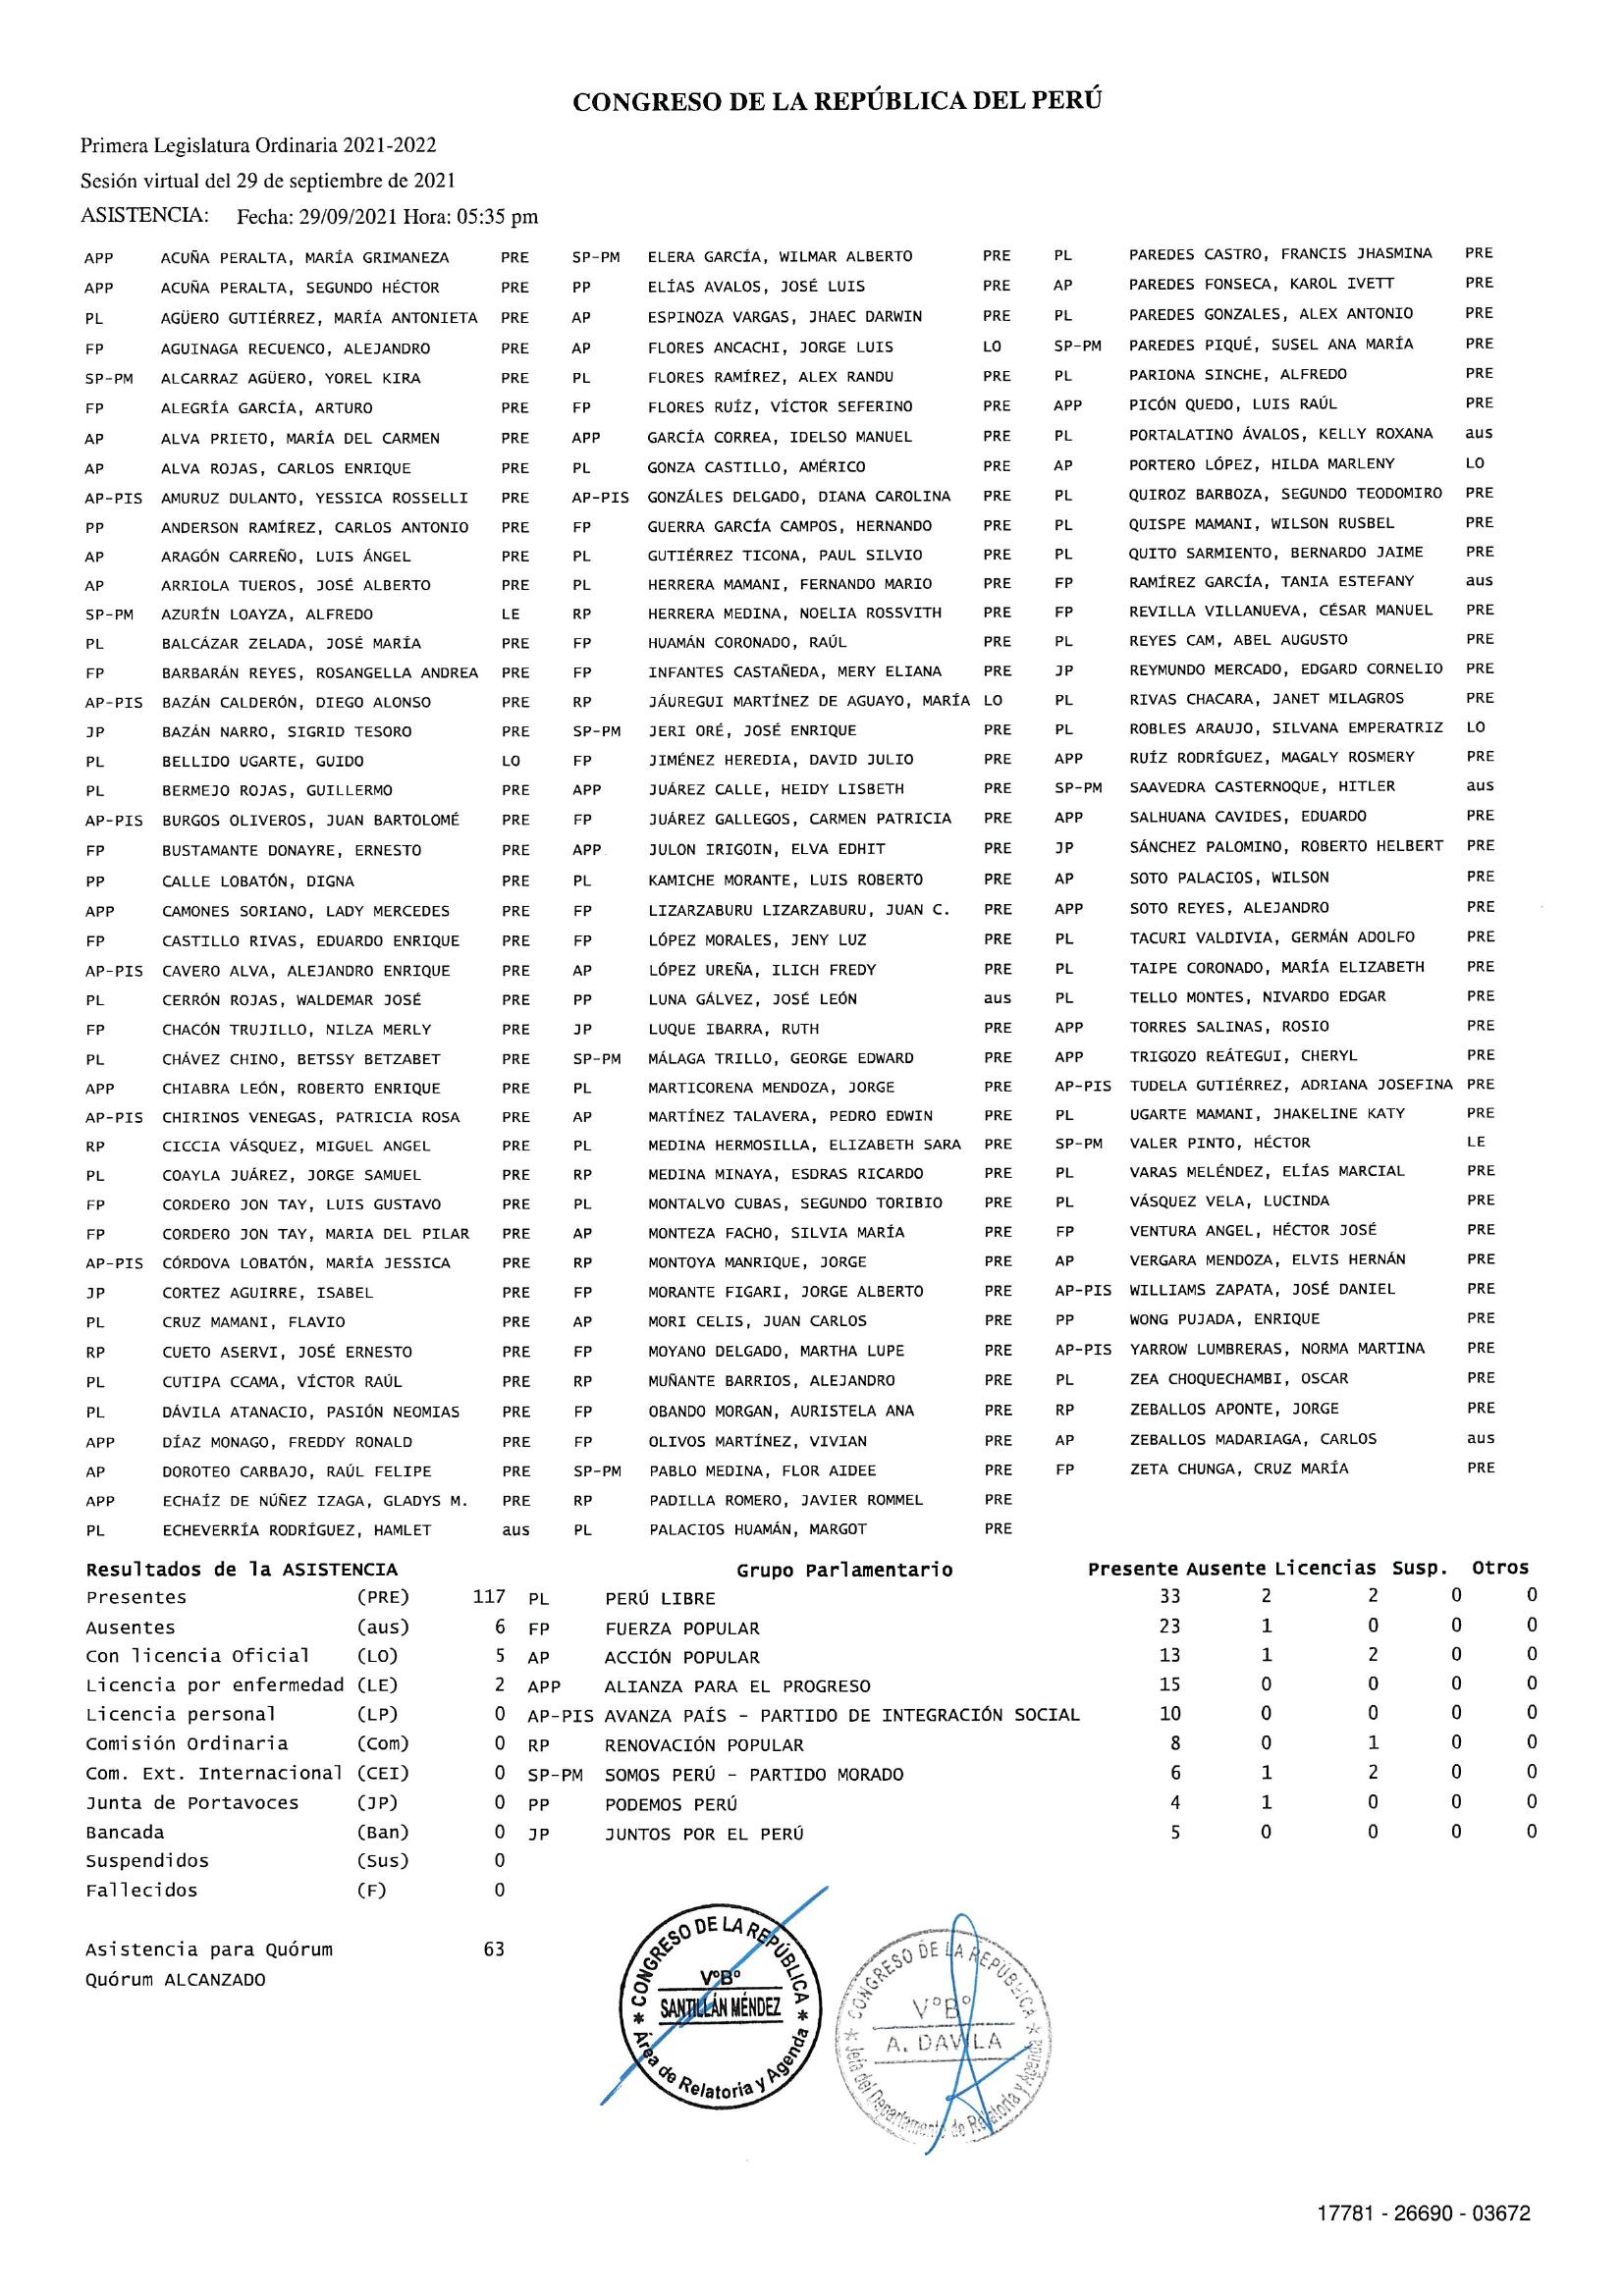 CONGRESO DE LA REPÚBLICA DEL PERÚ
Primera Legislatura Ordinaria 2021-2022
Sesión virtual del 29 de septiembre de 2021
ASISTENCIA: Fecha: 29/09/2021 Hora: 05:35 pm
APP ACUÑA PERALTA, MARÍA GRIMANEZA PRE SP-PM ELERA GARCÍA, WILMAR ALBERTO PRE PL PAREDES CASTRO, FRANCIS JHASMINA PRE
APP ACUÑA PERALTA, SEGUNDO HÉCTOR PRE PP ELÍAS AVALOS, JOSÉ LUIS PRE AP PAREDES FONSECA, KAROL IVETT PRE
PL AGÜERO GUTIÉRREZ, MARÍA ANTONIETA PRE AP ESPINOZA VARGAS, JHAEC DARWIN PRE PL PAREDES GONZALES, ALEX ANTONIO PRE
FP AGUINAGA RECUENCO, ALEJANDRO PRE AP FLORES ANCACHI, JORGE LUIS LO SP-PM PAREDES PIQUÉ, SUSEL ANA MARÍA PRE
SP-PM ALCARRAZ AGÜERO, YOREL KIRA PRE PL FLORES RAMÍREZ, ALEX RANDU PRE PL PARIONA SINCHE, ALFREDO PRE
FP ALEGRÍA GARCÍA, ARTURO PRE FP FLORES RUÍZ, VÍCTOR SEFERINO PRE APP PICÓN QUEDO, LUIS RAÚL PRE
AP ALVA PRIETO, MARÍA DEL CARMEN PRE APP GARCÍA CORREA, IDELSO MANUEL PRE PL PORTALATINO ÁVALOS, KELLY ROXANA aus
AP ALVA ROJAS, CARLOS ENRIQUE PRE PL GONZA CASTILLO, AMÉRICO PRE AP PORTERO LÓPEZ, HILDA MARLENY LO
AP-PIS AMURUZ DULANTO, YESSICA ROSSELLI PRE AP-PIS GONZÁLES DELGADO, DIANA CAROLINA PRE PL QUIROZ BARBOZA, SEGUNDO TEODOMIRO PRE
PP ANDERSON RAMÍREZ, CARLOS ANTONIO PRE FP GUERRA GARCÍA CAMPOS, HERNANDO PRE PL QUISPE MAMANI, WILSON RUSBEL PRE
AP ARAGÓN CARREÑO, LUIS ÁNGEL PRE PL GUTIÉRREZ TICONA, PAUL SILVIO PRE PL QUITO SARMIENTO, BERNARDO JAIME PRE
AP ARRIOLA TUEROS, JOSÉ ALBERTO PRE PL HERRERA MAMANI, FERNANDO MARIO PRE FP RAMÍREZ GARCÍA, TANIA ESTEFANY aus
SP-PM AZURÍN LOAYZA, ALFREDO LE RP HERRERA MEDINA, NOELIA ROSSVITH PRE FP REVILLA VILLANUEVA, CÉSAR MANUEL PRE
PL BALCÁZAR ZELADA, JOSÉ MARÍA PRE FP HUAMÁN CORONADO, RAÚL PRE PL REYES CAM, ABEL AUGUSTO PRE
FP BARBARÁN REYES, ROSANGELLA ANDREA PRE FP INFANTES CASTAÑEDA, MERY ELIANA PRE JP REYMUNDO MERCADO, EDGARD CORNELIO PRE
AP-PIS BAZÁN CALDERÓN, DIEGO ALONSO PRE RP JÁUREGUI MARTÍNEZ DE AGUAYO, MARÍA LO PL RIVAS CHACARA, JANET MILAGROS PRE
JP BAZÁN NARRO, SIGRID TESORO PRE SP-PM JERI ORÉ, JOSÉ ENRIQUE PRE PL ROBLES ARAUJO, SILVANA EMPERATRIZ LO
PL BELLIDO UGARTE, GUIDO LO FP JIMÉNEZ HEREDIA, DAVID JULIO PRE APP RUÍZ RODRÍGUEZ, MAGALY ROSMERY PRE
PL BERMEJO ROJAS, GUILLERMO PRE APP JUÁREZ CALLE, HEIDY LISBETH PRE SP-PM SAAVEDRA CASTERNOQUE, HITLER aus
AP-PIS BURGOS OLIVEROS, JUAN BARTOLOMÉ PRE FP JUÁREZ GALLEGOS, CARMEN PATRICIA PRE APP SALHUANA CAVIDES, EDUARDO PRE
FP BUSTAMANTE DONAYRE, ERNESTO PRE APP JULON IRIGOIN, ELVA EDHIT PRE JP SÁNCHEZ PALOMINO, ROBERTO HELBERT PRE
PP CALLE LOBATÓN, DIGNA PRE PL KAMICHE MORANTE, LUIS ROBERTO PRE AP SOTO PALACIOS, WILSON PRE
APP CAMONES SORIANO, LADY MERCEDES PRE FP LIZARZABURU LIZARZABURU, JUAN C. PRE APP SOTO REYES, ALEJANDRO PRE
FP CASTILLO RIVAS, EDUARDO ENRIQUE PRE FP LÓPEZ MORALES, JENY LUZ PRE PL TACURI VALDIVIA, GERMÁN ADOLFO PRE
AP-PIS CAVERO ALVA, ALEJANDRO ENRIQUE PRE AP LÓPEZ UREÑA, ILICH FREDY PRE PL TAIPE CORONADO, MARÍA ELIZABETH PRE
PL CERRÓN ROJAS, WALDEMAR JOSÉ PRE PP LUNA GÁLVEZ, JOSÉ LEÓN aus PL TELLO MONTES, NIVARDO EDGAR PRE
FP CHACÓN TRUJILLO, NILZA MERLY PRE JP LUQUE IBARRA, RUTH PRE APP TORRES SALINAS, ROSIO PRE
PL CHÁVEZ CHINO, BETSSY BETZABET PRE SP-PM MÁLAGA TRILLO, GEORGE EDWARD PRE APP TRIGOZO REÁTEGUI, CHERYL PRE
APP CHIABRA LEÓN, ROBERTO ENRIQUE PRE PL MARTICORENA MENDOZA, JORGE PRE AP-PIS TUDELA GUTIÉRREZ, ADRIANA JOSEFINA PRE
AP-PIS CHIRINOS VENEGAS, PATRICIA ROSA PRE AP MARTÍNEZ TALAVERA, PEDRO EDWIN PRE PL UGARTE MAMANI, JHAKELINE KATY PRE
RP CICCIA VÁSQUEZ, MIGUEL ANGEL PRE PL MEDINA HERMOSILLA, ELIZABETH SARA PRE SP-PM VALER PINTO, HÉCTOR LE
PL COAYLA JUÁREZ, JORGE SAMUEL PRE RP MEDINA MINAYA, ESDRAS RICARDO PRE PL VARAS MELÉNDEZ, ELÍAS MARCIAL PRE
FP CORDERO JON TAY, LUIS GUSTAVO PRE PL MONTALVO CUBAS, SEGUNDO TORIBIO PRE PL VÁSQUEZ VELA, LUCINDA PRE
FP CORDERO JON TAY, MARIA DEL PILAR PRE AP MONTEZA FACHO, SILVIA MARÍA PRE FP VENTURA ANGEL, HÉCTOR JOSÉ PRE
AP-PIS CÓRDOVA LOBATÓN, MARÍA JESSICA PRE RP MONTOYA MANRIQUE, JORGE PRE AP VERGARA MENDOZA, ELVIS HERNÁN PRE
JP CORTEZ AGUIRRE, ISABEL PRE FP MORANTE FIGARI, JORGE ALBERTO PRE AP-PIS WILLIAMS ZAPATA, JOSÉ DANIEL PRE
PL CRUZ MAMANI, FLAVIO PRE AP MORI CELIS, JUAN CARLOS PRE PP WONG PUJADA, ENRIQUE PRE
RP CUETO ASERVI, JOSÉ ERNESTO PRE FP MOYANO DELGADO, MARTHA LUPE PRE AP-PIS YARROW LUMBRERAS, NORMA MARTINA PRE
PL CUTIPA CCAMA, VÍCTOR RAÚL PRE RP MUÑANTE BARRIOS, ALEJANDRO PRE PL ZEA CHOQUECHAMBI, OSCAR PRE
PL DÁVILA ATANACIO, PASIÓN NEOMIAS PRE FP OBANDO MORGAN, AURISTELA ANA PRE RP ZEBALLOS APONTE, JORGE PRE
APP DÍAZ MONAGO, FREDDY RONALD PRE FP OLIVOS MARTÍNEZ, VIVIAN PRE AP ZEBALLOS MADARIAGA, CARLOS aus
AP DOROTEO CARBAJO, RAÚL FELIPE PRE SP-PM PABLO MEDINA, FLOR AIDEE PRE FP ZETA CHUNGA, CRUZ MARÍA PRE
APP ECHAÍZ DE NÚÑEZ IZAGA, GLADYS M. PRE RP PADILLA ROMERO, JAVIER ROMMEL PRE
PL ECHEVERRÍA RODRÍGUEZ, HAMLET aus PL PALACIOS HUAMÁN, MARGOT PRE
Resultados de la ASISTENCIA Grupo Parlamentario Presente Ausente Licencias Susp. Otros
Presentes (PRE) 117 PL PERÚ LIBRE 33 2 2 0 0
Ausentes (aus) 6 FP FUERZA POPULAR 23 1 0 0 0
Con licencia Oficial (LO) 5 AP ACCIÓN POPULAR 13 1 2 0 0
Licencia por enfermedad (LE) 2 APP ALIANZA PARA EL PROGRESO 15 0 0 0 0
Licencia personal (LP) 0 AP-PIS AVANZA PAÍS - PARTIDO DE INTEGRACIÓN SOCIAL 10 0 0 0 0
Comisión Ordinaria (Com) 0 RP RENOVACIÓN POPULAR 8 0 1 0 0
Com. Ext. Internacional (CEI) 0 SP-PM SOMOS PERÚ - PARTIDO MORADO 6 1 2 0 0
Junta de Portavoces (JP) 0 PP PODEMOS PERÚ 4 1 0 0 0
Bancada (Ban) 0 JP JUNTOS POR EL PERÚ 5 0 0 0 0
Suspendidos (Sus) 0
Fallecidos (F) 0
Asistencia para Quórum 63
Quórum ALCANZADO
* CONGRESO DE LA REPÚBLICA *
V°B°
SANTILLÁN MÉNDEZ
Área de Relatoría y Agenda
* CONGRESO DE LA REPÚBLICA *
V°B°
A. DAVILA
Jefa del Departamento de Relatoría y Agenda
17781 - 26690 - 03672